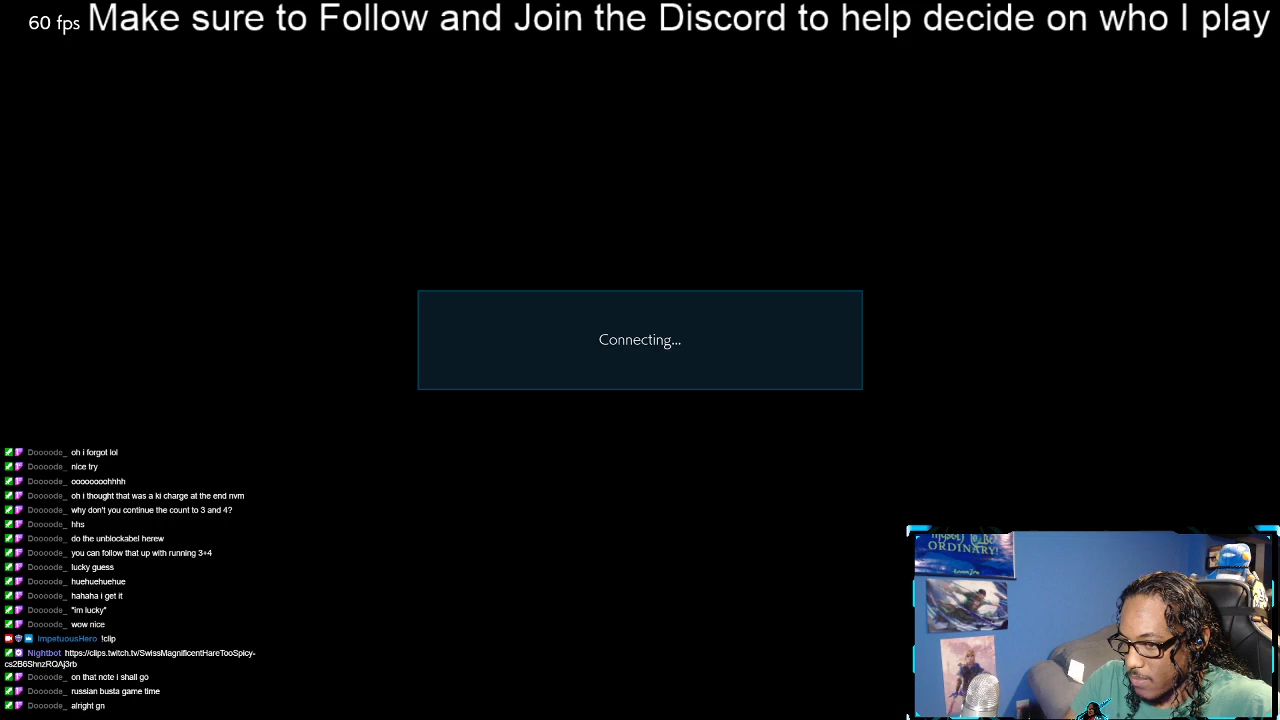 60 fps Make sure to Follow and Join the Discord to help decide on who I play
Connecting...
Doooode_ oh i forgot lol
Doooode_ nice try
Doooode_ ooooooohhhh
Doooode_ oh i thought that was a ki charge at the end nvm
Doooode_ why don't you continue the count to 3 and 4?
Doooode_ hhs
Doooode_ do the unblockabel herew
Doooode_ you can follow that up with running 3+4
Doooode_ lucky guess
Doooode_ huehuehuehue
Doooode_ hahaha i get it
Doooode_ "im lucky"
Doooode_ wow nice
ImpetuousHero !clip
Nightbot https://clips.twitch.tv/SwissMagnificentHareTooSpicy-
cs2B6ShnzRQAj3rb
Doooode_ on that note i shall go
Doooode_ russian busta game time
Doooode_ alright gn
ORDINARY!